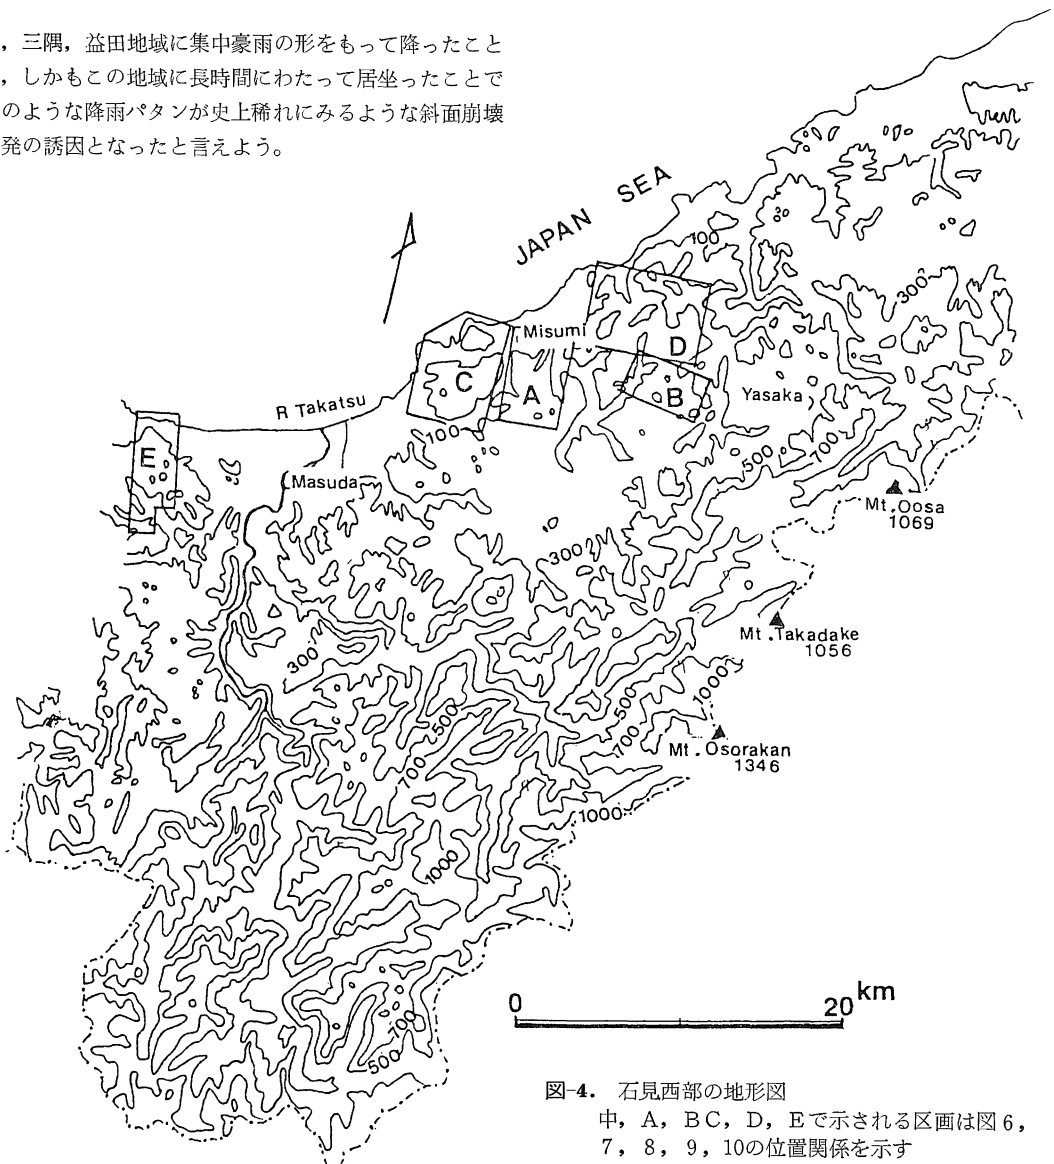 ，三隅，益田地域に集中豪雨の形をもって降ったこと
，しかもこの地域に長時間にわたって居坐ったことで
のような降雨パタンが史上稀れにみるような斜面崩壊
発の誘因となったと言えよう。
JAPAN SEA
100
300
Misumi
D
C
A
B
Yasaka
R Takatsu
100
E
500
700
Masuda
Mt.Oosa
1069
300
Mt.Takadake
1056
300
1000
500
500
700
Mt.Osorakan
1346
700
1000
1000
0
20 km
700
500
図-4. 石見西部の地形図
中，A，BC，D，Eで示される区画は図6，
7，8，9，10の位置関係を示す